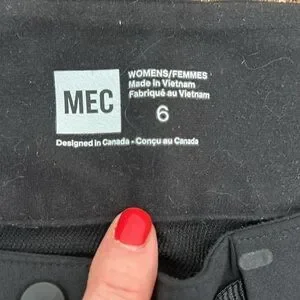 MEC
WOMENS/FEMMES
Made in Vietnam
Fabriqué au Vietnam
6
Designed in Canada - Conçu au Canada